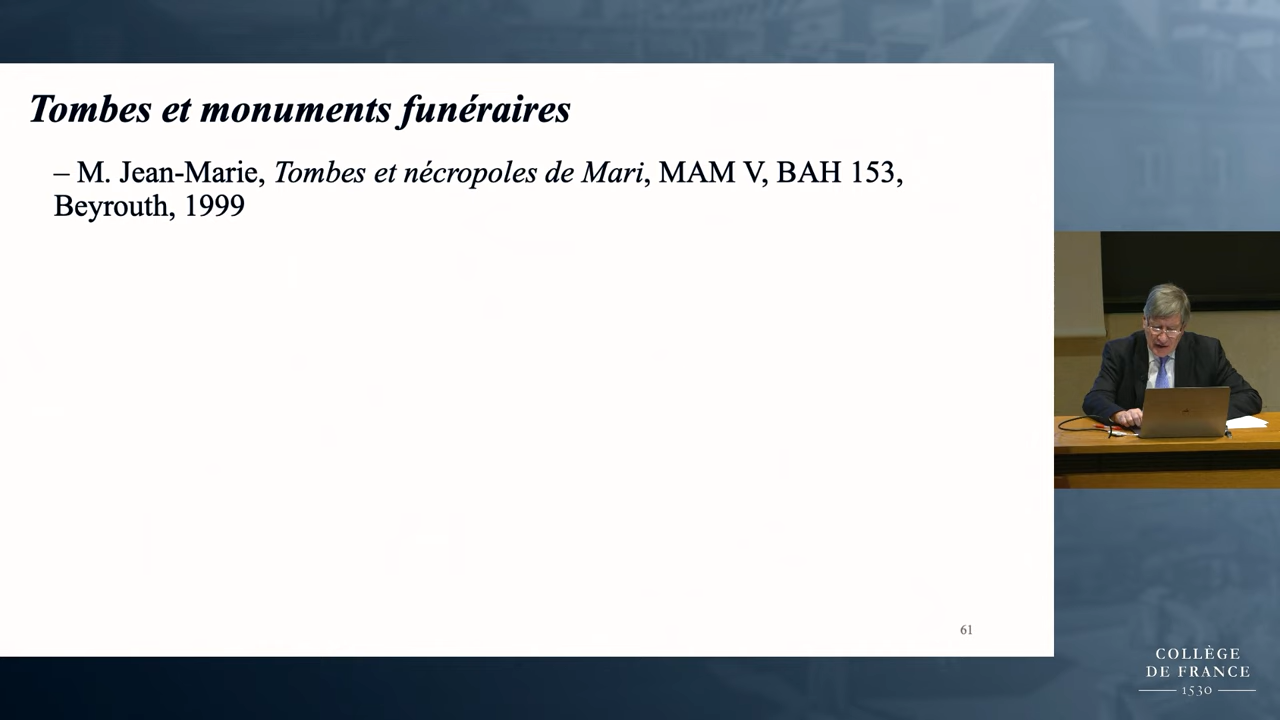 Tombes et monuments funéraires
– M. Jean-Marie, Tombes et nécropoles de Mari, MAM V, BAH 153,
Beyrouth, 1999
61
COLLÈGE
DE FRANCE
1530